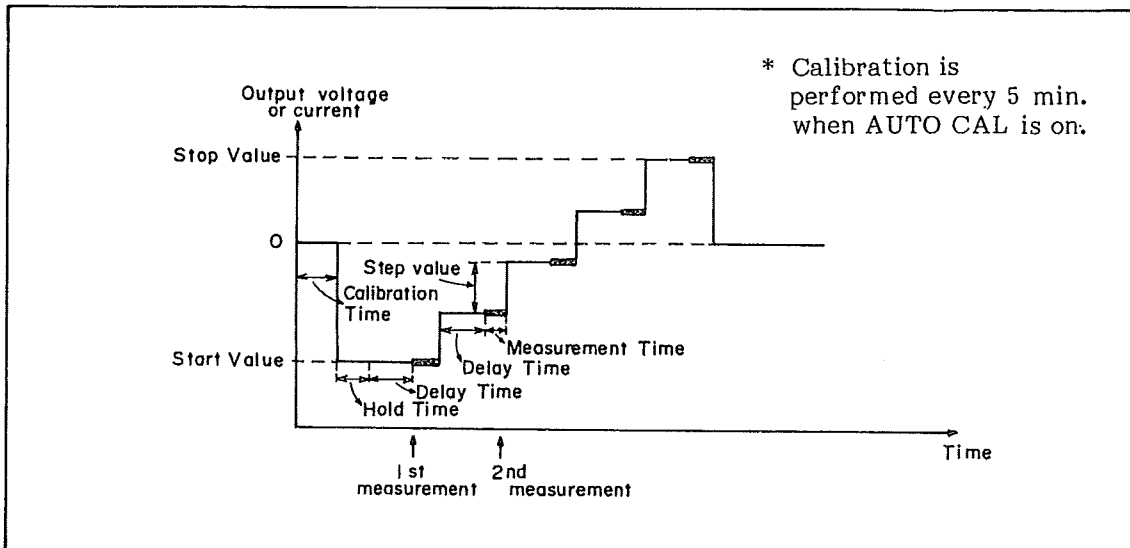 * Calibration is
performed every 5 min.
when AUTO CAL is on.
Output voltage
or current
Stop Value
O
Step value
Calibration
Time
Measurement Time
Start Value
Delay Time
Delay Time
Hold Time
Time
1st
measurement
2nd
measurement